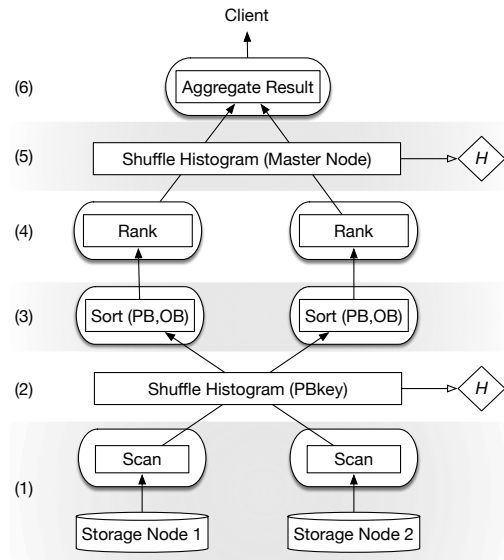 Client
(6)
Aggregate Result
(5)
Shuffle Histogram (Master Node)
H
(4)
Rank
Rank
(3)
Sort (PB,OB)
Sort (PB,OB)
(2)
Shuffle Histogram (PBkey)
H
Scan
Scan
(1)
Storage Node 1
Storage Node 2